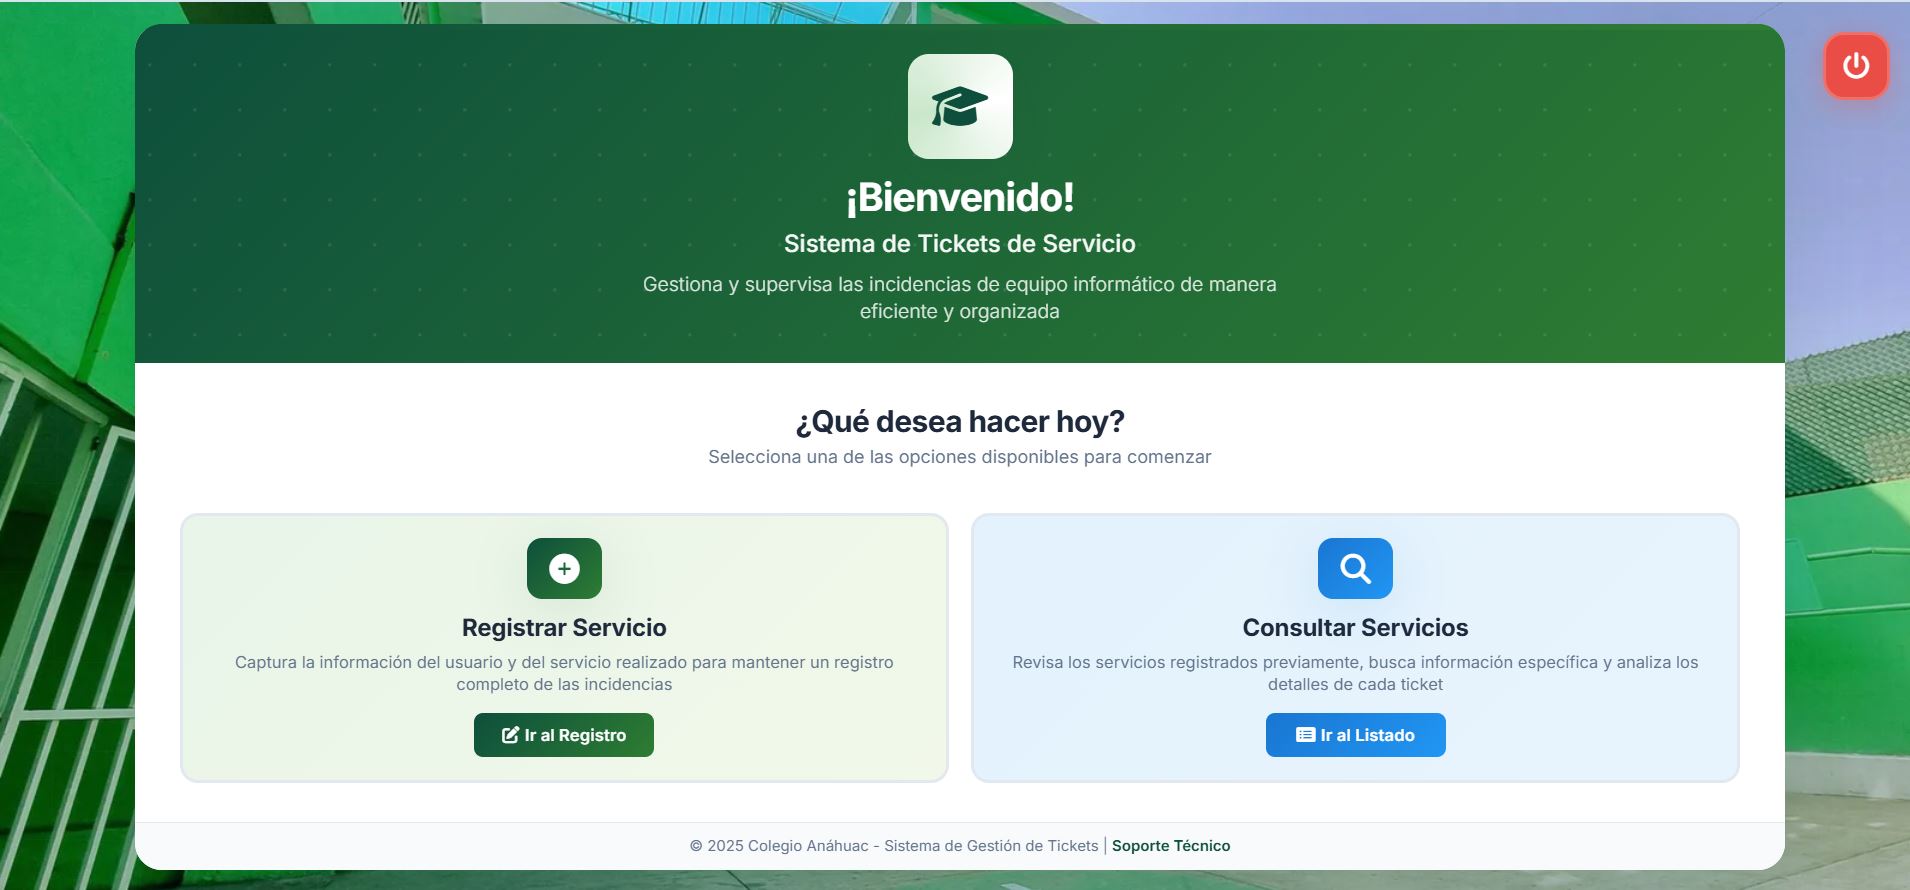 ¡Bienvenido!
Sistema de Tickets de Servicio
Gestiona y supervisa las incidencias de equipo informático de manera
eficiente y organizada
¿Qué desea hacer hoy?
Selecciona una de las opciones disponibles para comenzar
Registrar Servicio
Captura la información del usuario y del servicio realizado para mantener un registro
completo de las incidencias
Ir al Registro
Consultar Servicios
Revisa los servicios registrados previamente, busca información específica y analiza los
detalles de cada ticket
Ir al Listado
© 2025 Colegio Anáhuac - Sistema de Gestión de Tickets | Soporte Técnico